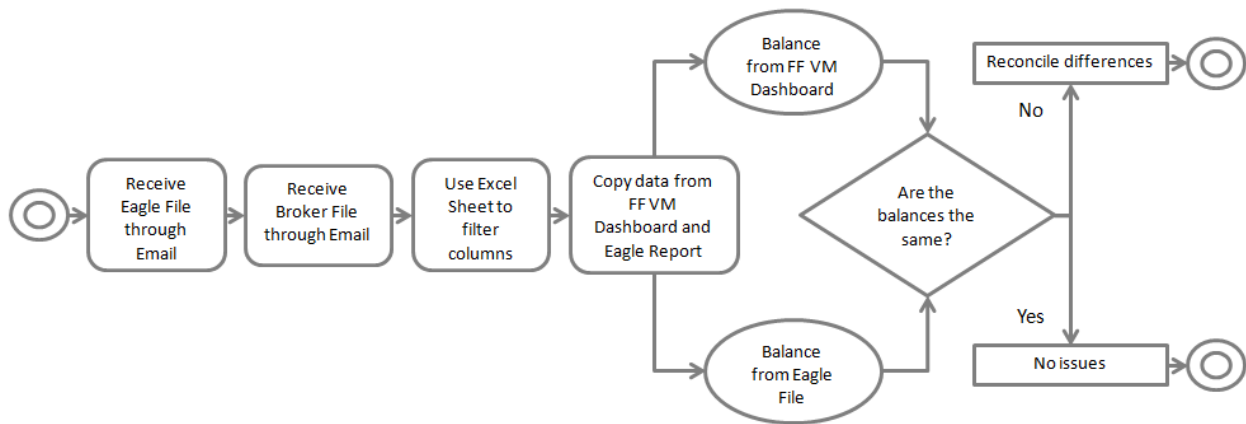 Receive
Eagle File
through
Email
Receive
Broker File
through Email
Use Excel
Sheet to
filter
columns
Copy data from
FF VM
Dashboard and
Eagle Report
Balance
from FF VM
Dashboard
Balance
from Eagle
File
Are the
balances the
same?
No
Reconcile differences
Yes
No issues